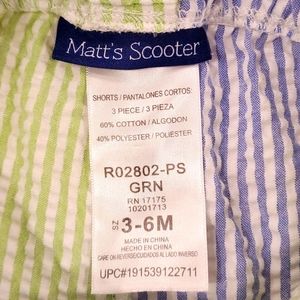 Matt's Scooter
SHORTS / PANTALONES CORTOS:
3 PIECE / 3 PIEZA
60% COTTON / ALGODON
40% POLYESTER / POLIESTER
R02802-PS
GRN
RN 17175
10201713
SZ 3-6M
MADE IN CHINA
HECHO EN CHINA
CARE ON REVERSE/CUIDADOS AL LADO INVERSO
UPC#191539122711